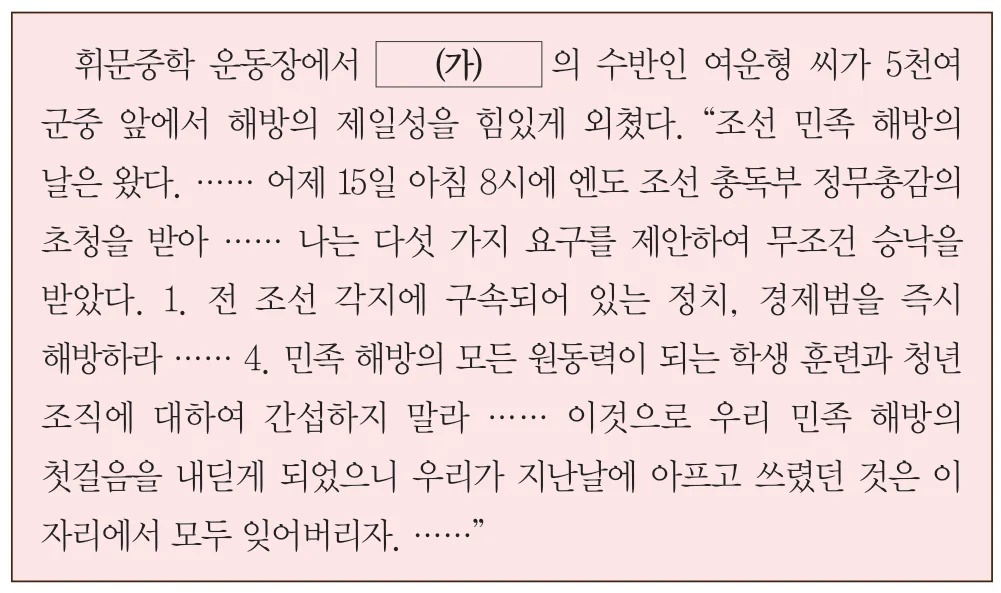 휘문중학 운동장에서 (가) 의 수반인 여운형 씨가 5천여
군중 앞에서 해방의 제일성을 힘있게 외쳤다. “조선 민족 해방의
날은 왔다. …… 어제 15일 아침 8시에 엔도 조선 총독부 정무총감의
초청을 받아 …… 나는 다섯 가지 요구를 제안하여 무조건 승낙을
받았다. 1. 전 조선 각지에 구속되어 있는 정치, 경제범을 즉시
해방하라 …… 4. 민족 해방의 모든 원동력이 되는 학생 훈련과 청년
조직에 대하여 간섭하지 말라 …… 이것으로 우리 민족 해방의
첫걸음을 내딛게 되었으니 우리가 지난날에 아프고 쓰렸던 것은 이
자리에서 모두 잊어버리자. ……”